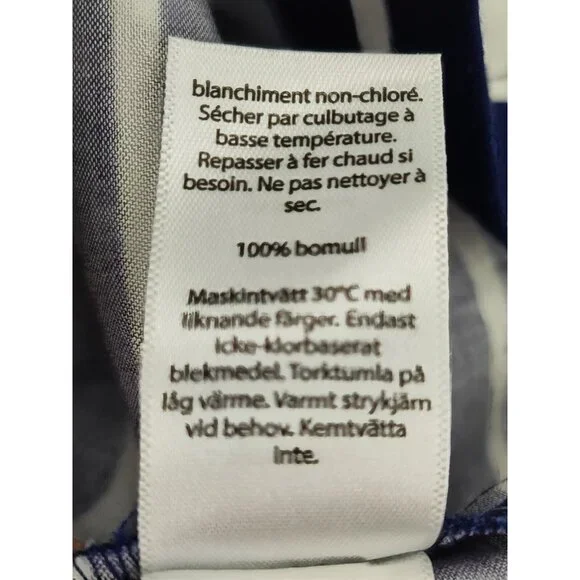 blanchiment non-chloré.
Sécher par culbutage à
basse température.
Repasser à fer chaud si
besoin. Ne pas nettoyer à
sec.
100% bomull
Maskintvätt 30°C med
liknande färger. Endast
icke-klorbaserat
blekmedel. Torktumla på
låg värme. Varmt strykjärn
vid behov. Kemtvätta
inte.